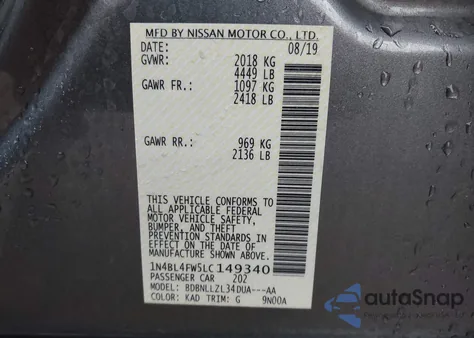 MFD BY NISSAN MOTOR CO., LTD.
DATE: 08/19
GVWR: 2018 KG
4449 LB
GAWR FR.: 1097 KG
2418 LB
GAWR RR.: 969 KG
2136 LB
THIS VEHICLE CONFORMS TO
ALL APPLICABLE FEDERAL
MOTOR VEHICLE SAFETY,
BUMPER, AND THEFT
PREVENTION STANDARDS IN
EFFECT ON THE DATE OF
MANUFACTURE SHOWN ABOVE.
1N4BL4FW5LC149340
PASSENGER CAR 202
MODEL: BDBNLLZL34DUA---AA
COLOR: KAD TRIM: G 9N00A
autoSnap
Powered by AutoBidMaster